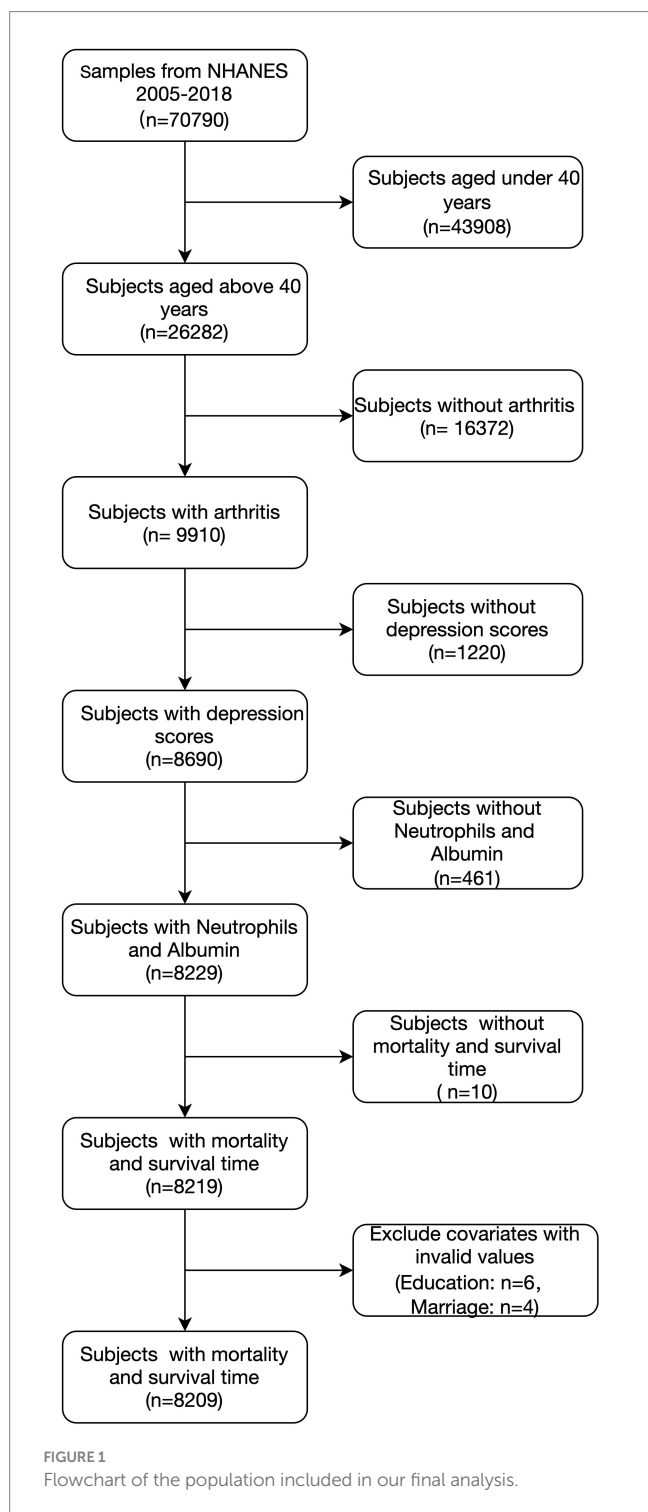 Samples from NHANES
2005-2018
(n=70790)
Subjects aged under 40
years
(n=43908)
Subjects aged above 40
years
(n=26282)
Subjects without arthritis
(n= 16372)
Subjects with arthritis
(n= 9910)
Subjects without
depression scores
(n=1220)
Subjects with depression
scores
(n=8690)
Subjects without
Neutrophils and
Albumin
(n=461)
Subjects with Neutrophils
and Albumin
(n=8229)
Subjects without
mortality and survival
time
( n=10)
Subjects with mortality
and survival time
(n=8219)
Exclude covariates with
invalid values
(Education: n=6,
Marriage: n=4)
Subjects with mortality
and survival time
(n=8209)
FIGURE 1
Flowchart of the population included in our final analysis.